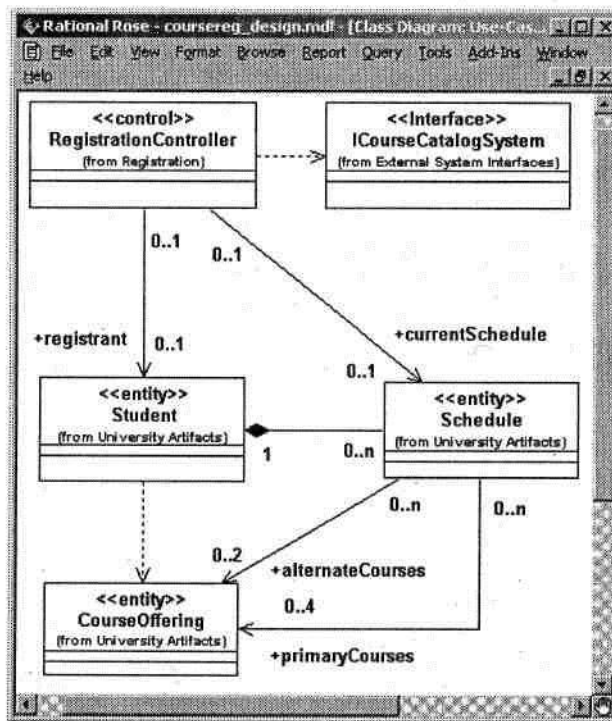 Rational Rose - coursereg_design.mdl - [Class Diagram: Use-Cas...
File Edit View Format Browse Report Query Tools Add-Ins Window
Help
<<control>>
RegistrationController
(from Registration)
<<Interface>>
ICourseCatalogSystem
(from External System Interfaces)
0..1
0..1
+registrant
0..1
+currentSchedule
0..1
<<entity>>
Student
(from University Artifacts)
<<entity>>
Schedule
(from University Artifacts)
1
0..n
0..n
0..n
0..2
+alternateCourses
0..4
<<entity>>
CourseOffering
(from University Artifacts)
+primaryCourses